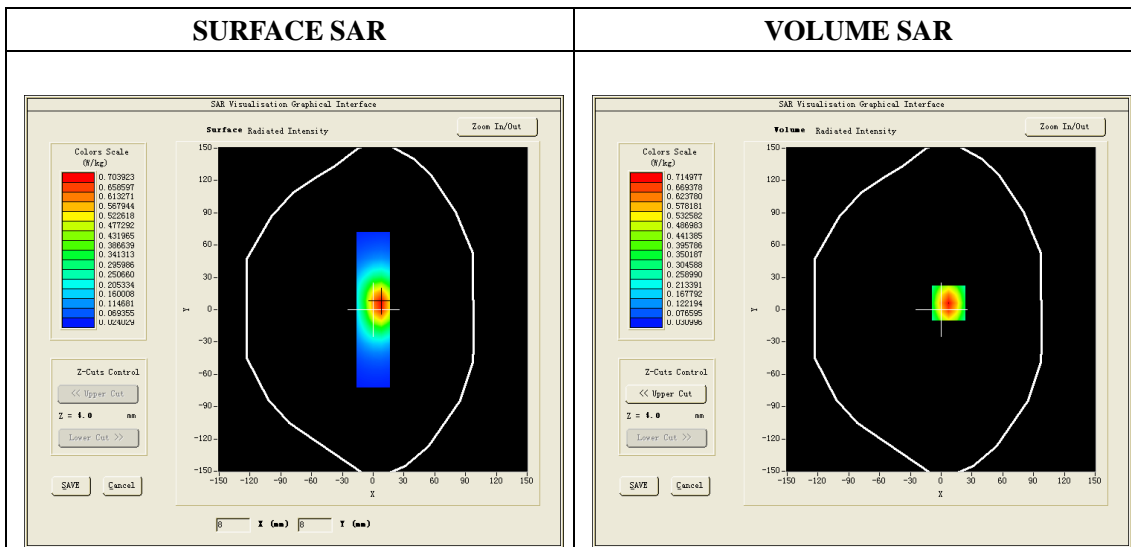 SURFACE SAR
VOLUME SAR
SAR Visualisation Graphical Interface
Surface Radiated Intensity
Zoom In/Out
Colors Scale
(W/kg)
0.703923
0.658597
0.613271
0.567944
0.522618
0.477292
0.431965
0.386639
0.341313
0.295986
0.250660
0.205334
0.160008
0.114681
0.069355
0.024029
150
120
90
60
30
0
-30
-60
-90
-120
-150
Y
-150 -120 -90 -60 -30 0 30 60 90 120 150
X
Z-Cuts Control
<< Upper Cut
Z = 4.0 mm
Lower Cut >>
SAVE Cancel
8 X (mm) 8 Y (mm)
SAR Visualisation Graphical Interface
Volume Radiated Intensity
Zoom In/Out
Colors Scale
(W/kg)
0.714977
0.669378
0.623780
0.578181
0.532582
0.486983
0.441385
0.395786
0.350187
0.304588
0.258990
0.213391
0.167792
0.122194
0.076595
0.030996
150
120
90
60
30
0
-30
-60
-90
-120
-150
Y
-150 -120 -90 -60 -30 0 30 60 90 120 150
X
Z-Cuts Control
<< Upper Cut
Z = 4.0 mm
Lower Cut >>
SAVE Cancel